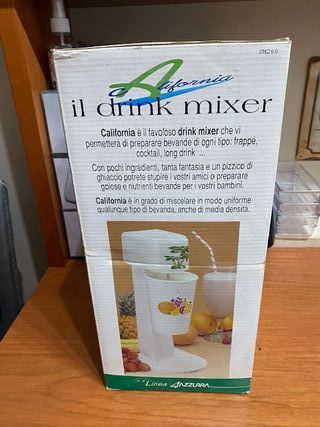 DM260
California
il drink mixer
California è il favoloso drink mixer che vi
permetterà di preparare bevande di ogni tipo: frappé,
cocktail, long drink ...
Con pochi ingredienti, tanta fantasia e un pizzico di
ghiaccio potrete stupire i vostri amici o preparare
golose e nutrienti bevande per i vostri bambini.
California è in grado di miscelare in modo uniforme
qualunque tipo di bevanda, anche di media densità.
Linea AZZURRA